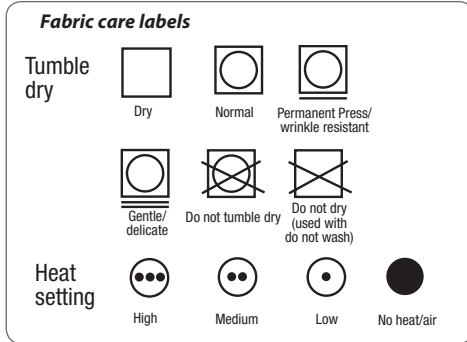 Fabric care labels
Tumble
dry
Dry
Normal
Permanent Press/
wrinkle resistant
Gentle/
delicate
Do not tumble dry
Do not dry
(used with
do not wash)
Heat
setting
High
Medium
Low
No heat/air